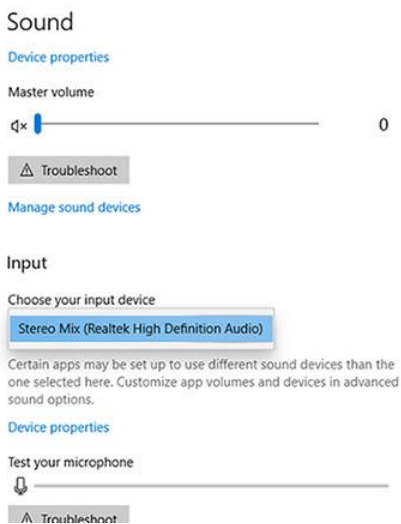 Sound
Device properties
Master volume
0
Troubleshoot
Manage sound devices
Input
Choose your input device
Stereo Mix (Realtek High Definition Audio)
Certain apps may be set up to use different sound devices than the
one selected here. Customize app volumes and devices in advanced
sound options.
Device properties
Test your microphone
Troubleshoot